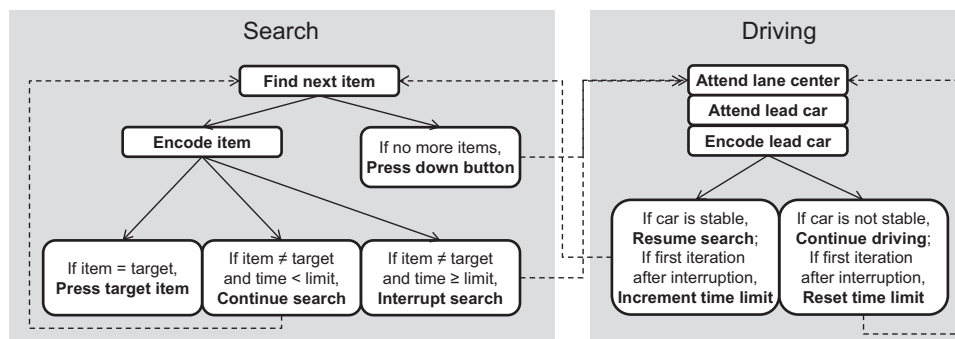 Search
Find next item
Encode item
If no more items,
Press down button
If item = target,
Press target item
If item ≠ target
and time < limit,
Continue search
If item ≠ target
and time ≥ limit,
Interrupt search
Driving
Attend lane center
Attend lead car
Encode lead car
If car is stable,
Resume search;
If first iteration
after interruption,
Increment time limit
If car is not stable,
Continue driving;
If first iteration
after interruption,
Reset time limit